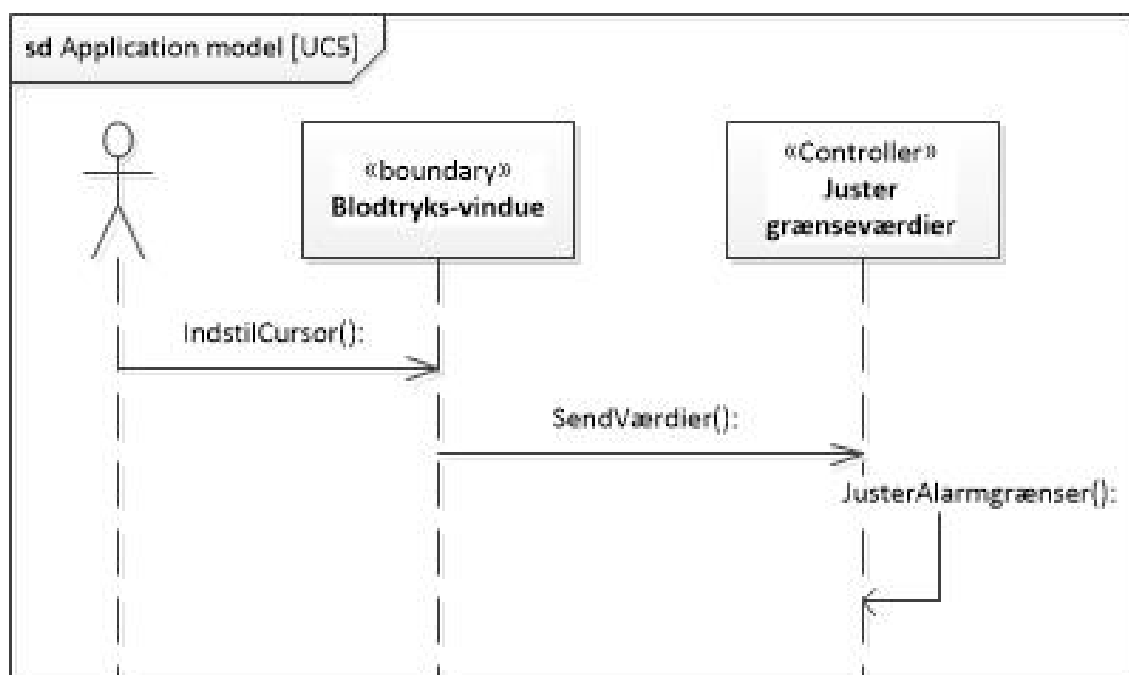 sd Application model [UC5]
«boundary»
Blodtryks-vindue
«Controller»
Juster
grænseværdier
IndstilCursor():
SendVærdier():
JusterAlarmgrænser():